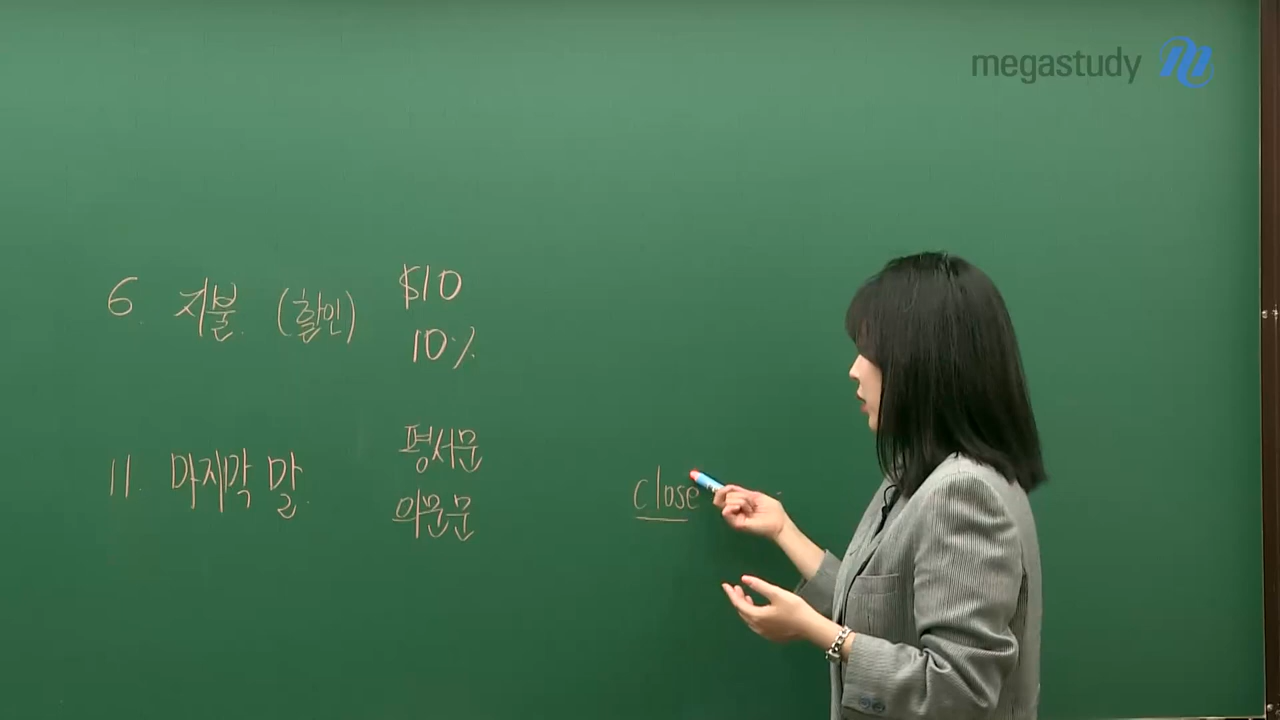 megastudy
6. 지불. (할인) $10
10%
11. 마지막 말. 평서문
의문문
close